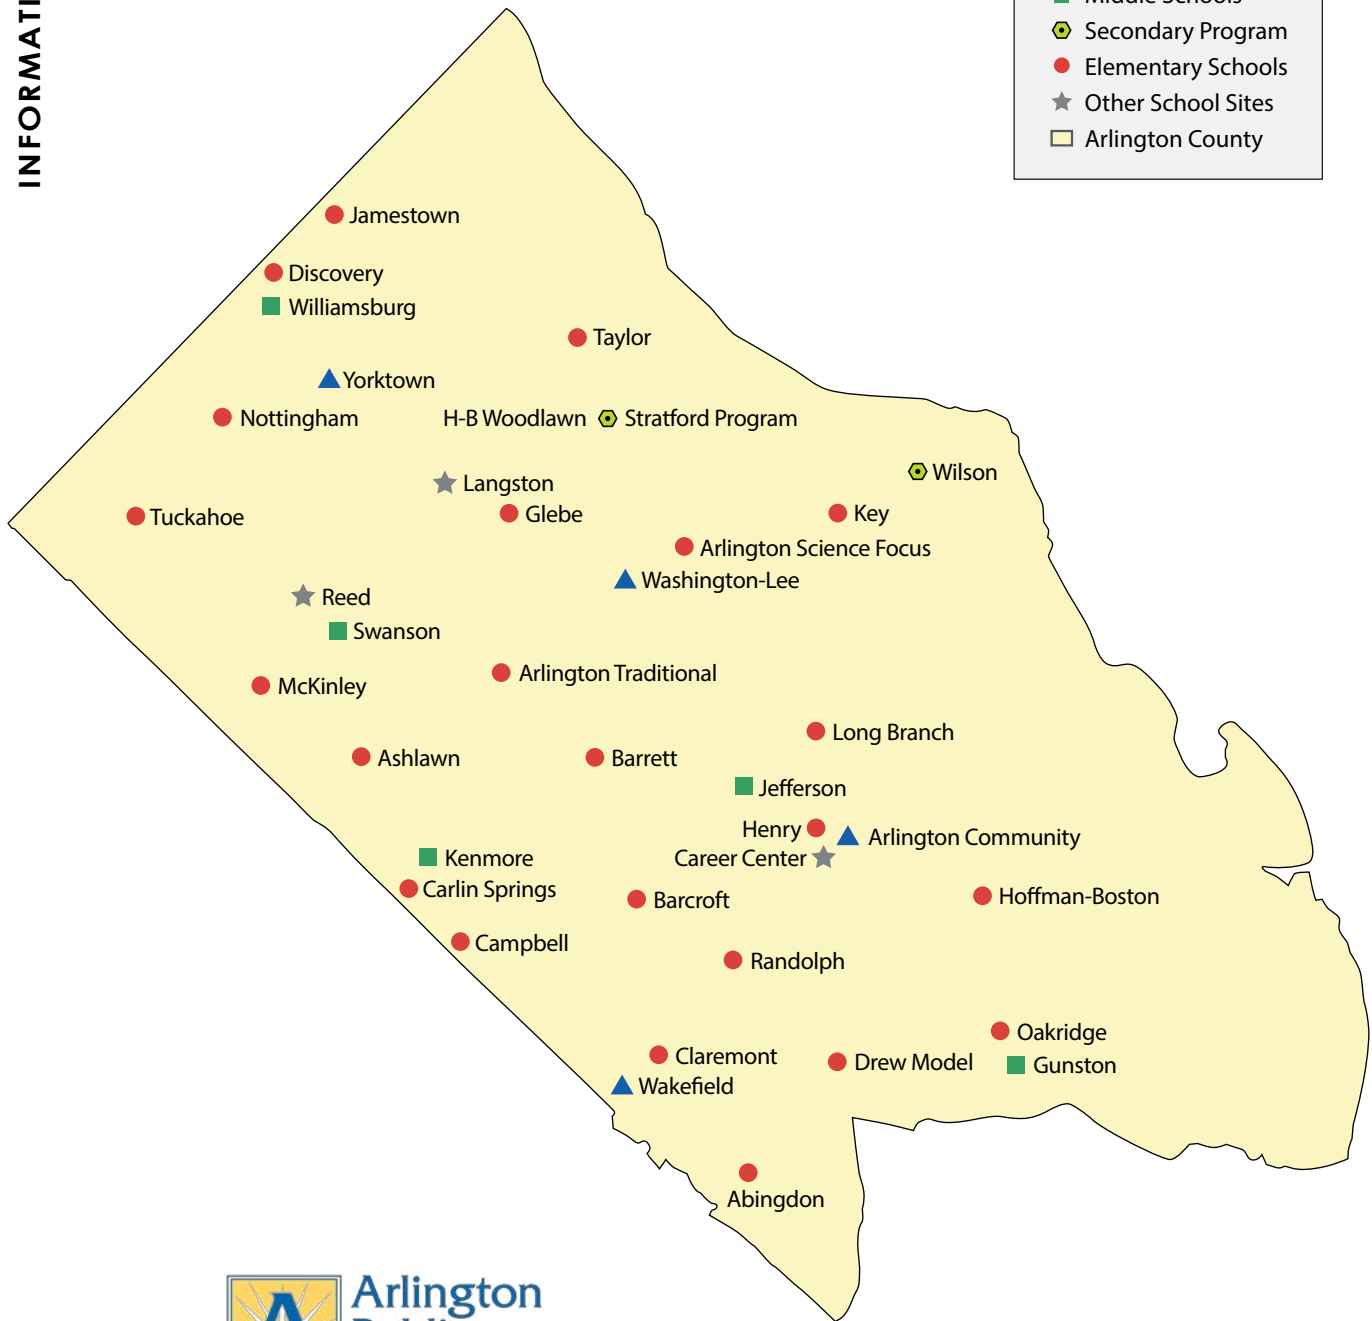 INFORMATI
Middle Schools
Secondary Program
Elementary Schools
Other School Sites
Arlington County
Jamestown
Discovery
Williamsburg
Taylor
Yorktown
Nottingham
H-B Woodlawn
Stratford Program
Wilson
Langston
Glebe
Key
Tuckahoe
Arlington Science Focus
Washington-Lee
Reed
Swanson
Arlington Traditional
McKinley
Long Branch
Ashlawn
Barrett
Jefferson
Henry
Arlington Community
Career Center
Kenmore
Carlin Springs
Barcroft
Hoffman-Boston
Campbell
Randolph
Oakridge
Claremont
Drew Model
Gunston
Wakefield
Abingdon
Arlington